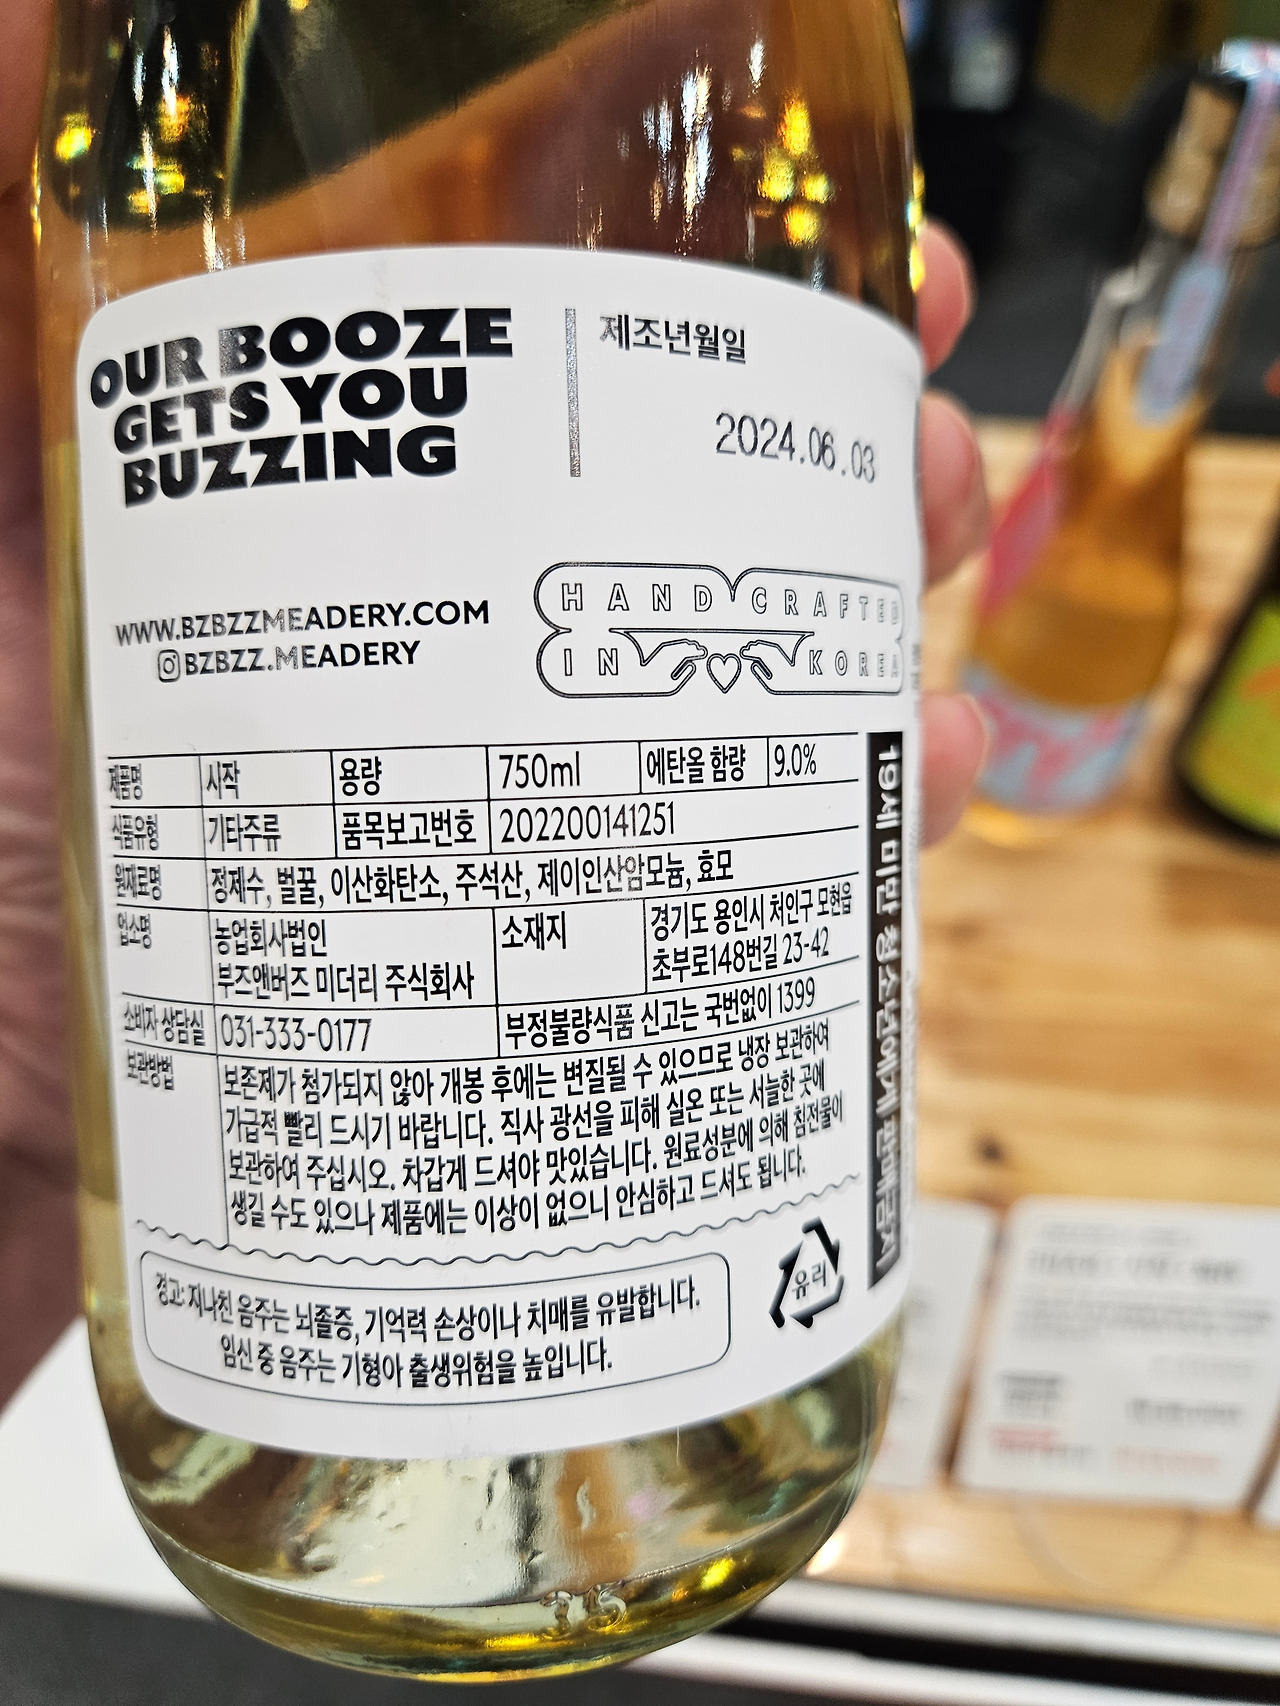 OUR BOOZE
GETS YOU
BUZZING
제조년월일
2024.06.03
WWW.BZBZZMEADERY.COM
BZBZZ.MEADERY
HAND CRAFTED
IN KOREA
제품명 시작 용량 750ml 에탄올 함량 9.0%
식품유형 기타주류 품목보고번호 202200141251
원재료명 정제수, 벌꿀, 이산화탄소, 주석산, 제이인산암모늄, 효모
업소명 농업회사법인
부즈앤버즈 미더리 주식회사
소재지 경기도 용인시 처인구 모현읍
초부로148번길 23-42
소비자 상담실 031-333-0177 부정불량식품 신고는 국번없이 1399
보관방법 보존제가 첨가되지 않아 개봉 후에는 변질될 수 있으므로 냉장 보관하여
가급적 빨리 드시기 바랍니다. 직사 광선을 피해 실온 또는 서늘한 곳에
보관하여 주십시오. 차갑게 드셔야 맛있습니다. 원료성분에 의해 침전물이
생길 수도 있으나 제품에는 이상이 없으니 안심하고 드셔도 됩니다.
경고: 지나친 음주는 뇌졸중, 기억력 손상이나 치매를 유발합니다.
임신 중 음주는 기형아 출생위험을 높입니다.
유리
19세 미만 청소년에게 판매금지
75